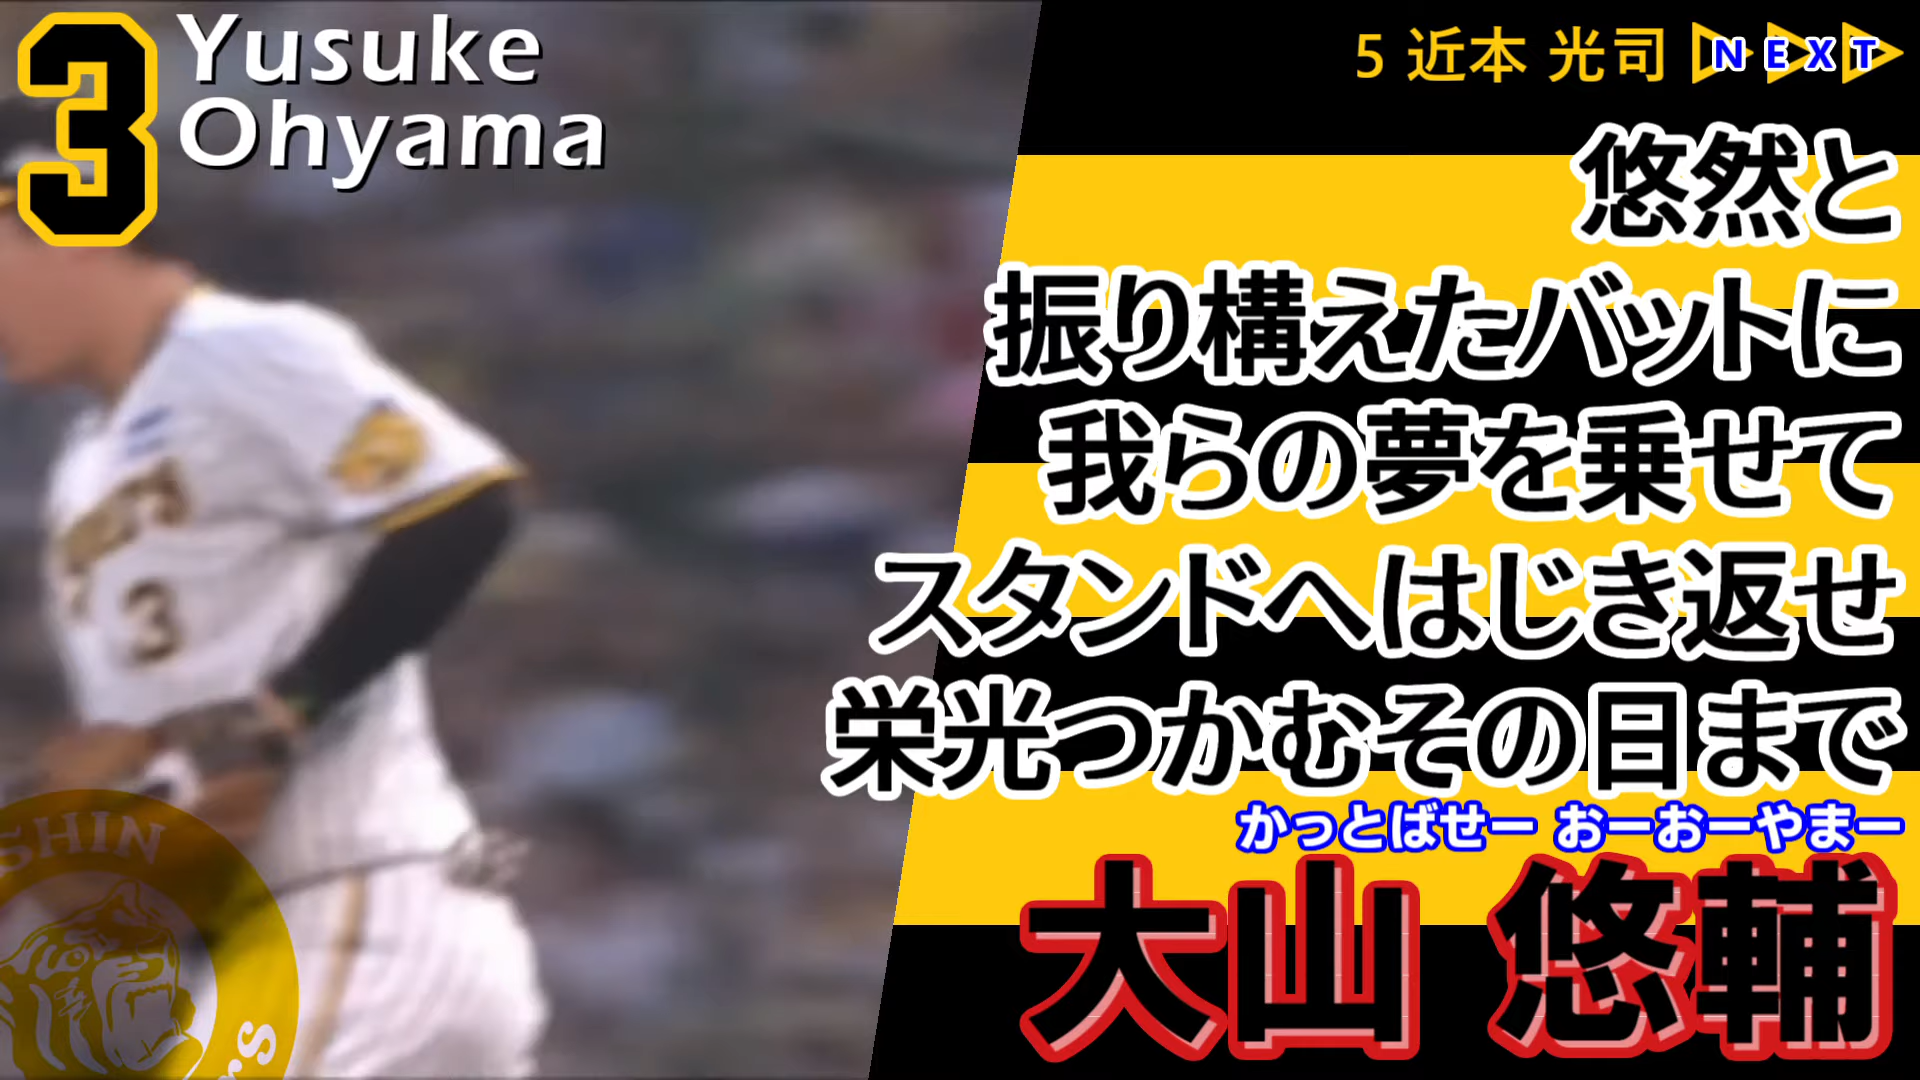 3
Yusuke
Ohyama
5 近本 光司 NEXT
悠然と
振り構えたバットに
我らの夢を乗せて
スタンドへはじき返せ
栄光つかむその日まで
かっとばせー おーおーやまー
大山 悠輔
3
SHIN